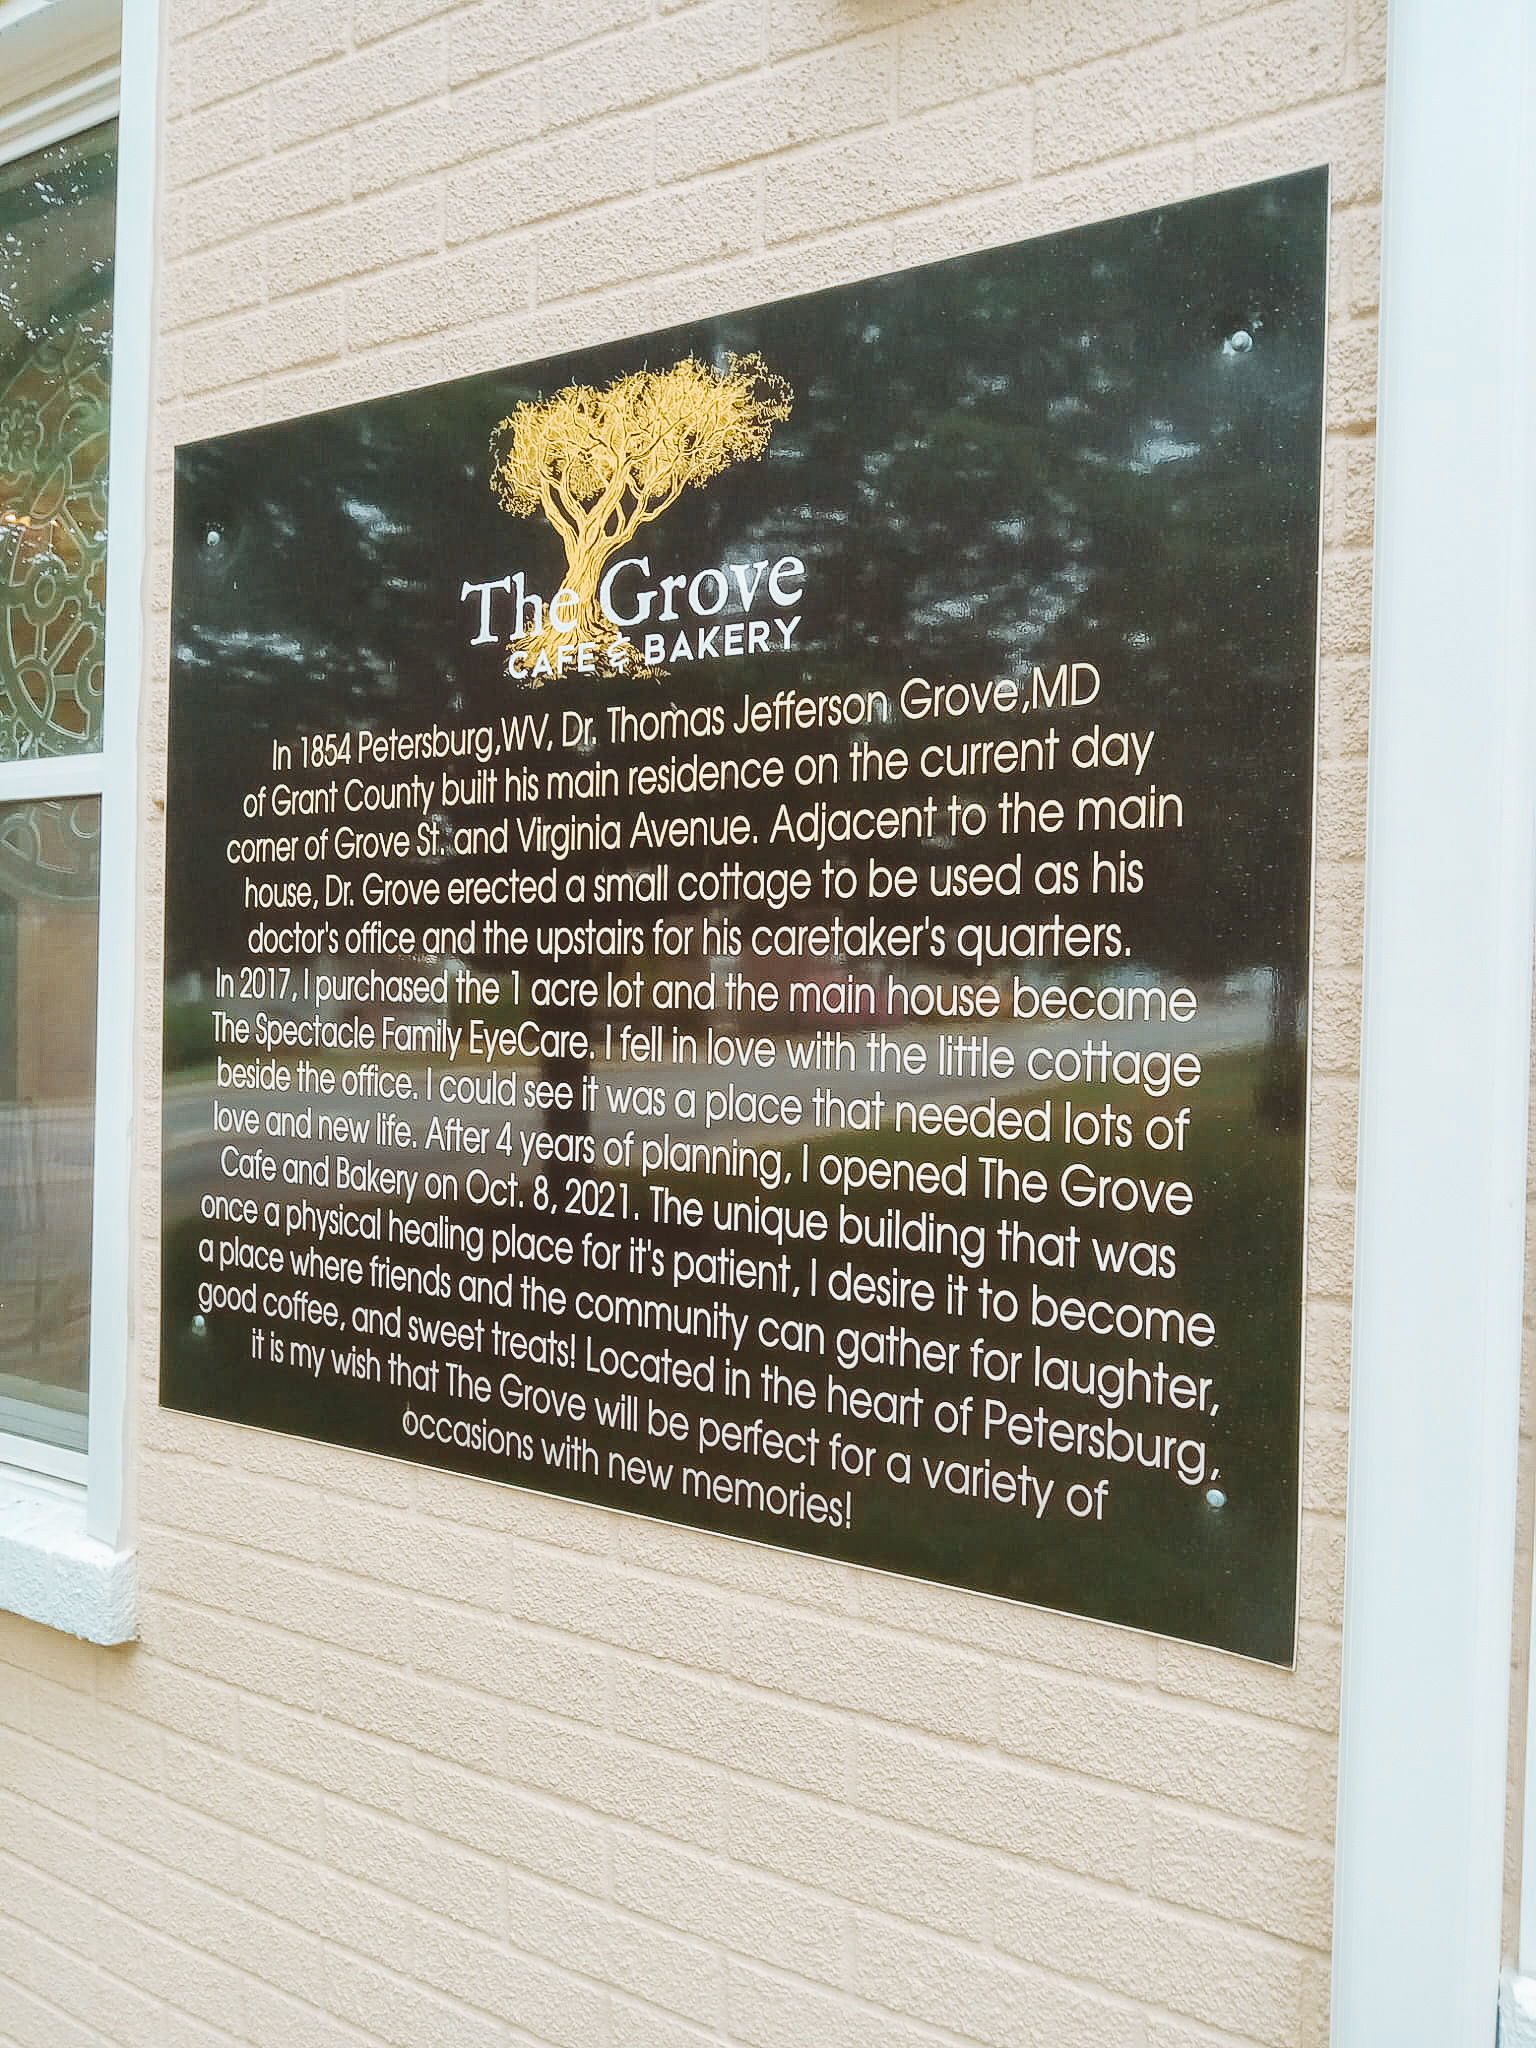 The Grove
CAFE & BAKERY
In 1854 Petersburg,WV, Dr. Thomas Jefferson Grove,MD
of Grant County built his main residence on the current day
corner of Grove St. and Virginia Avenue. Adjacent to the main
house, Dr. Grove erected a small cottage to be used as his
doctor's office and the upstairs for his caretaker's quarters.
In 2017, I purchased the 1 acre lot and the main house became
The Spectacle Family EyeCare. I fell in love with the little cottage
beside the office. I could see it was a place that needed lots of
love and new life. After 4 years of planning, I opened The Grove
Cafe and Bakery on Oct. 8, 2021. The unique building that was
once a physical healing place for it's patient, I desire it to become
a place where friends and the community can gather for laughter,
good coffee, and sweet treats! Located in the heart of Petersburg,
it is my wish that The Grove will be perfect for a variety of
occasions with new memories!